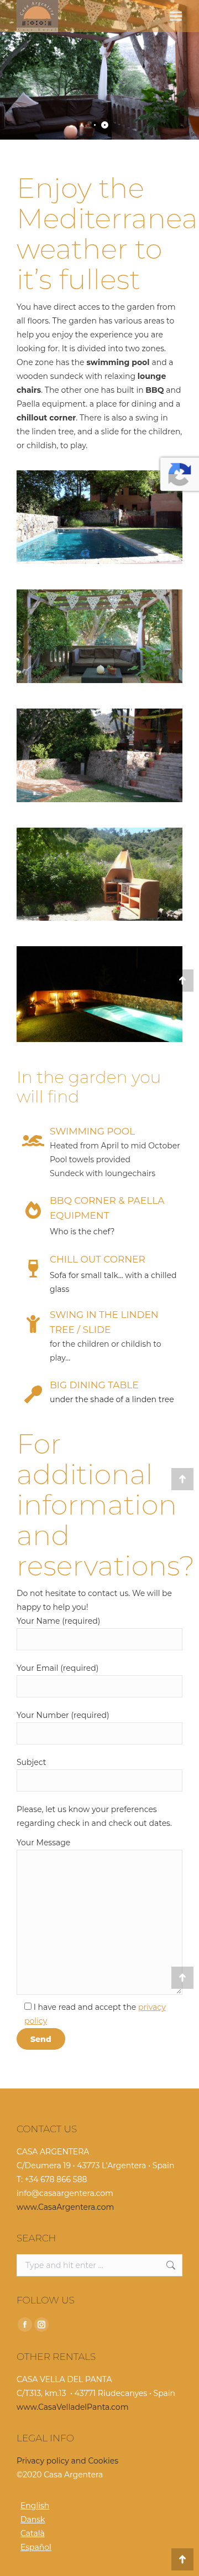 Enjoy the
Mediterranea
weather to
it's fullest
You have direct acces to the garden from
all floors. The garden has various areas to
help you enjoy the experience you are
looking for. It is divided into two zones.
One zone has the swimming pool and a
wooden sundeck with relaxing lounge
chairs. The other one has built in BBQ and
Paella equipment. a place for dining and a
chillout corner. There is also a swing in
the linden tree, and a slide for the children,
or childish, to play.
In the garden you
will find
SWIMMING POOL
Heated from April to mid October
Pool towels provided
Sundeck with loungechairs
BBQ CORNER & PAELLA
EQUIPMENT
Who is the chef?
CHILL OUT CORNER
Sofa for small talk... with a chilled
glass
SWING IN THE LINDEN
TREE / SLIDE
for the children or childish to
play...
BIG DINING TABLE
under the shade of a linden tree
For
additional
information
and
reservations?
Do not hesitate to contact us. We will be
happy to help you!
Your Name (required)
Your Email (required)
Your Number (required)
Subject
Please, let us know your preferences
regarding check in and check out dates.
Your Message
I have read and accept the privacy
policy
Send
CONTACT US
CASA ARGENTERA
C/Deumera 19 • 43773 L'Argentera • Spain
T: +34 678 866 588
info@casaargentera.com
www.CasaArgentera.com
SEARCH
Type and hit enter ...
FOLLOW US
OTHER RENTALS
CASA VELLA DEL PANTA
C/T313, km.13 • 43771 Riudecanyes • Spain
www.CasaVelladelPanta.com
LEGAL INFO
Privacy policy and Cookies
©2020 Casa Argentera
English
Dansk
Català
Español